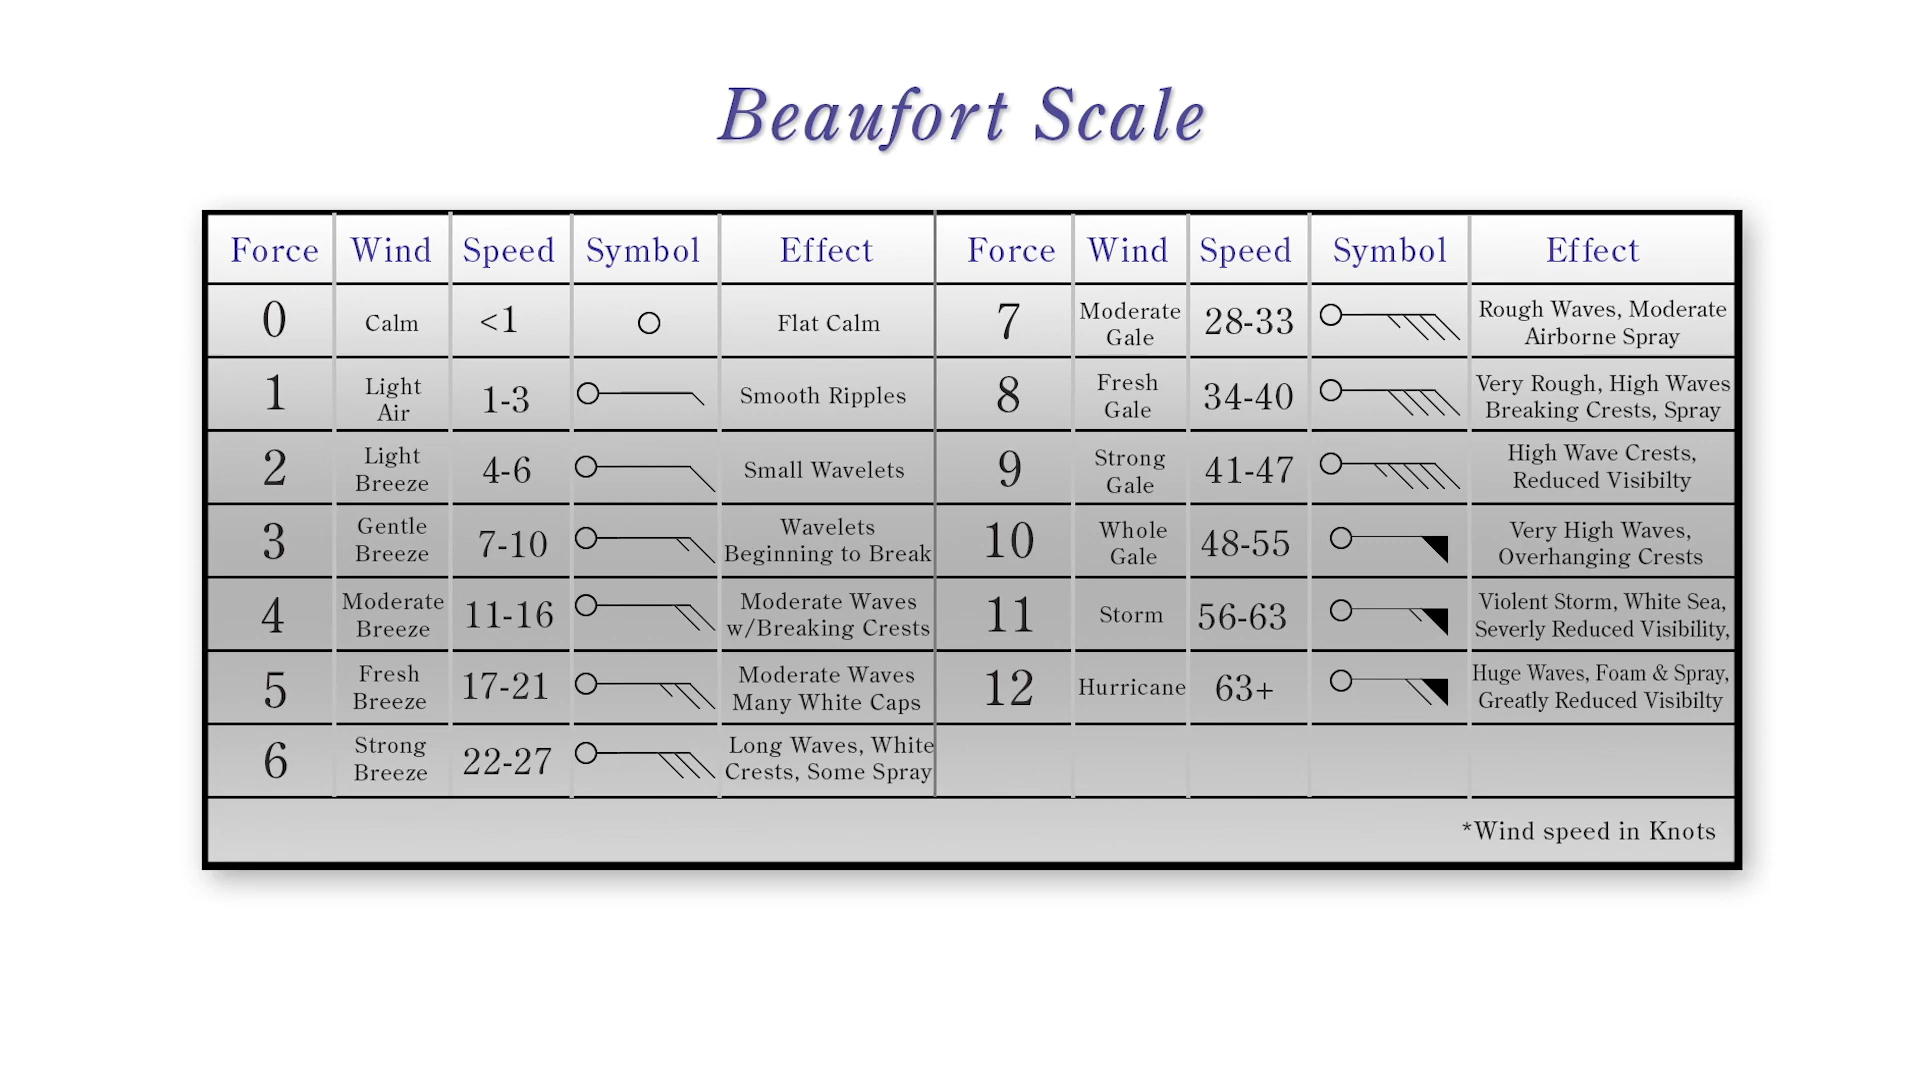 Beaufort Scale
Force Wind Speed Symbol Effect Force Wind Speed Symbol Effect
0 Calm <1 Flat Calm
7 Moderate Gale 28-33 Rough Waves, Moderate Airborne Spray
1 Light Air 1-3 Smooth Ripples
8 Fresh Gale 34-40 Very Rough, High Waves Breaking Crests, Spray
2 Light Breeze 4-6 Small Wavelets
9 Strong Gale 41-47 High Wave Crests, Reduced Visibilty
3 Gentle Breeze 7-10 Wavelets Beginning to Break
10 Whole Gale 48-55 Very High Waves, Overhanging Crests
4 Moderate Breeze 11-16 Moderate Waves w/Breaking Crests
11 Storm 56-63 Violent Storm, White Sea, Severly Reduced Visibility,
5 Fresh Breeze 17-21 Moderate Waves Many White Caps
12 Hurricane 63+ Huge Waves, Foam & Spray, Greatly Reduced Visibilty
6 Strong Breeze 22-27 Long Waves, White Crests, Some Spray
*Wind speed in Knots